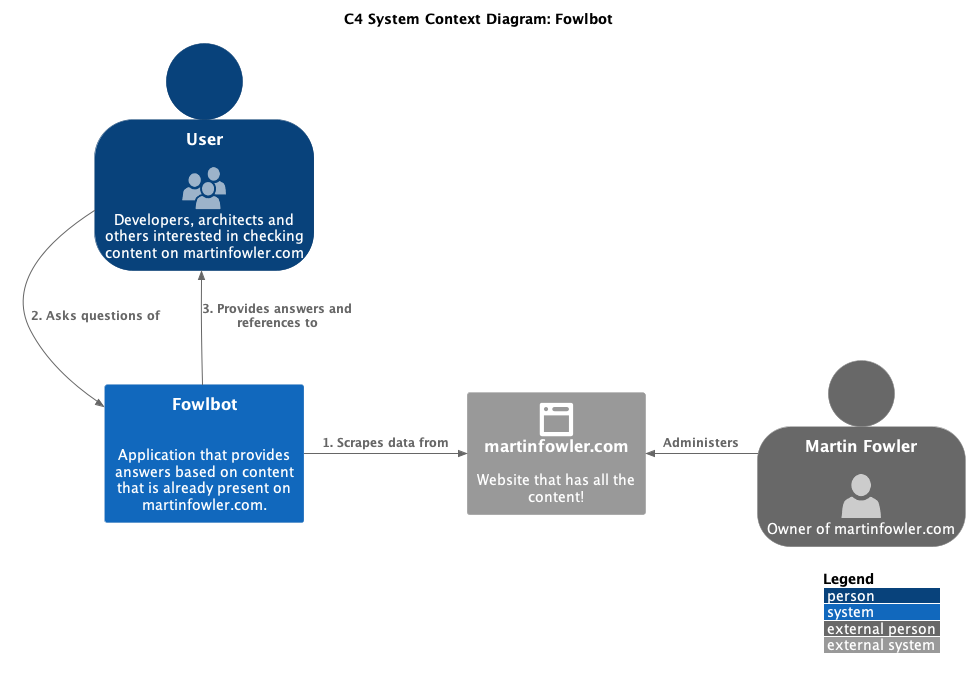 C4 System Context Diagram: Fowlbot
User
Developers, architects and
others interested in checking
content on martinfowler.com
2. Asks questions of
3. Provides answers and
references to
Fowlbot
Application that provides
answers based on content
that is already present on
martinfowler.com.
1. Scrapes data from
martinfowler.com
Website that has all the
content!
Administers
Martin Fowler
Owner of martinfowler.com
Legend
person
system
external person
external system